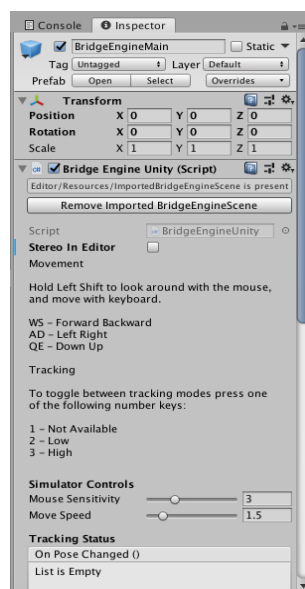 Console Inspector
BridgeEngineMain Static
Tag Untagged Layer Default
Prefab Open Select Overrides
Transform
Position X 0 Y 0 Z 0
Rotation X 0 Y 0 Z 0
Scale X 1 Y 1 Z 1
Bridge Engine Unity (Script)
Editor/Resources/ImportedBridgeEngineScene is present
Remove Imported BridgeEngineScene
Script BridgeEngineUnity
Stereo In Editor
Movement
Hold Left Shift to look around with the mouse,
and move with keyboard.
WS – Forward Backward
AD – Left Right
QE – Down Up
Tracking
To toggle between tracking modes press one
of the following number keys:
1 – Not Available
2 – Low
3 – High
Simulator Controls
Mouse Sensitivity 3
Move Speed 1.5
Tracking Status
On Pose Changed ()
List is Empty